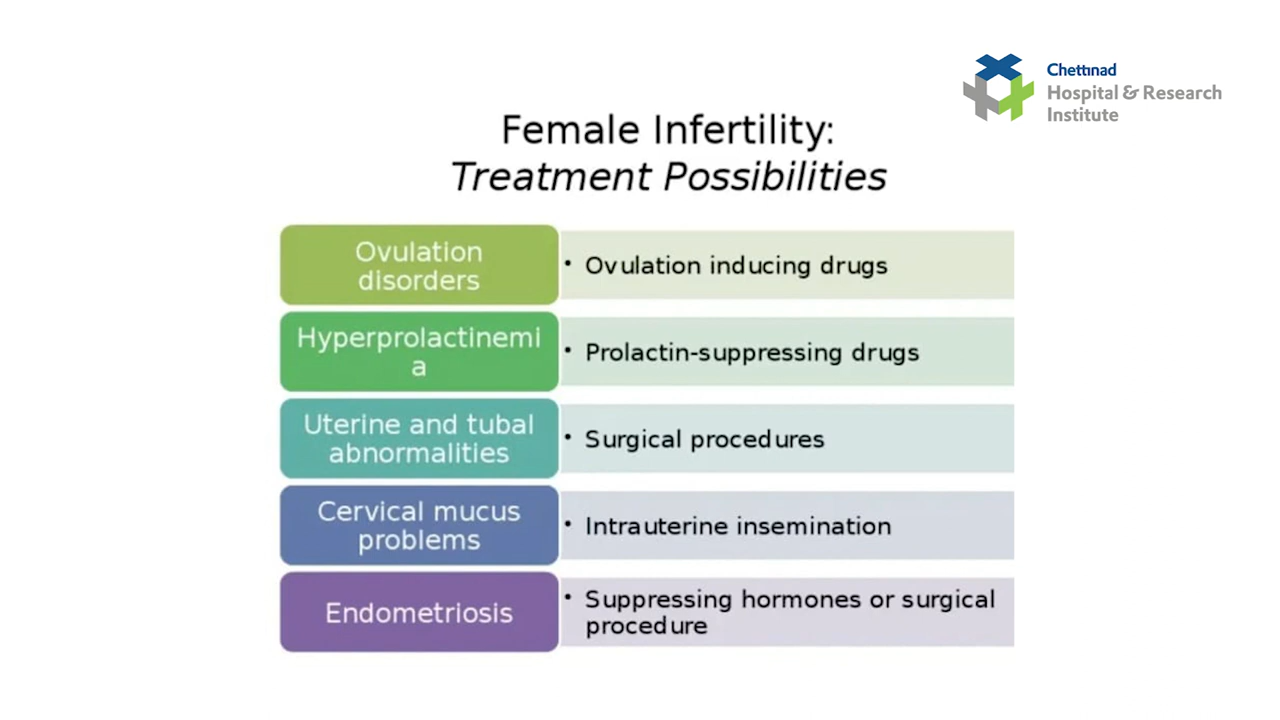 Chettinad
Hospital & Research
Institute
Female Infertility:
Treatment Possibilities
Ovulation
disorders
• Ovulation inducing drugs
Hyperprolactinemi
a
• Prolactin-suppressing drugs
Uterine and tubal
abnormalities
• Surgical procedures
Cervical mucus
problems
• Intrauterine insemination
Endometriosis
• Suppressing hormones or surgical
procedure